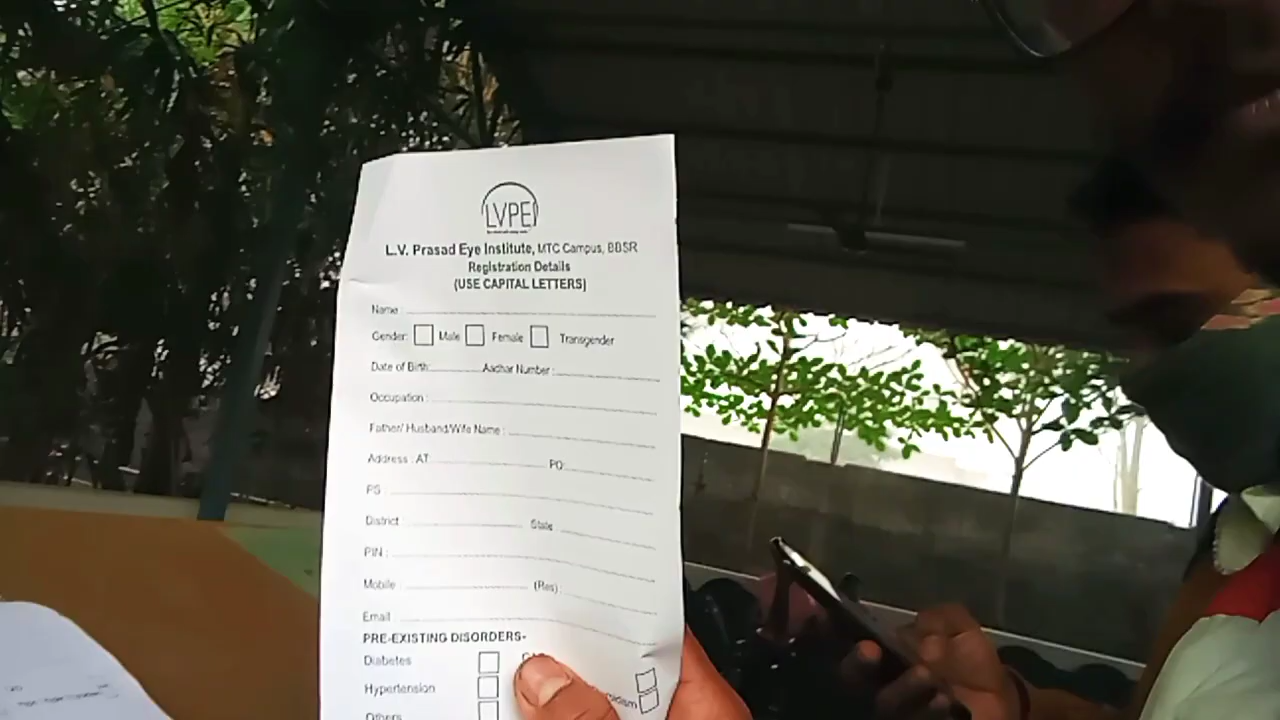 LVPEI
L.V. Prasad Eye Institute, MTC Campus, BBSR
Registration Details
(USE CAPITAL LETTERS)
Name :
Gender: Male Female Transgender
Date of Birth: Aadhar Number :
Occupation :
Father/ Husband/Wife Name :
Address : AT: PO:
PS :
District State :
PIN :
Mobile : (Res) :
Email :
PRE-EXISTING DISORDERS-
Diabetes
Hypertension
Others